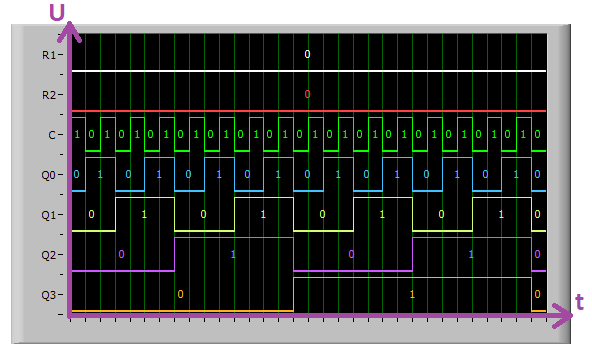 U
R1 0
R2 0
C 1 0 1 0 1 0 1 0 1 0 1 0 1 0 1 0 1 0 1 0 1 0 1 0 1 0 1 0 1 0 1 0
Q0 0 1 0 1 0 1 0 1 0 1 0 1 0 1 0 1 0
Q1 0 1 0 1 0 1 0 1 0
Q2 0 1 0 1 0
Q3 0 1 0
t